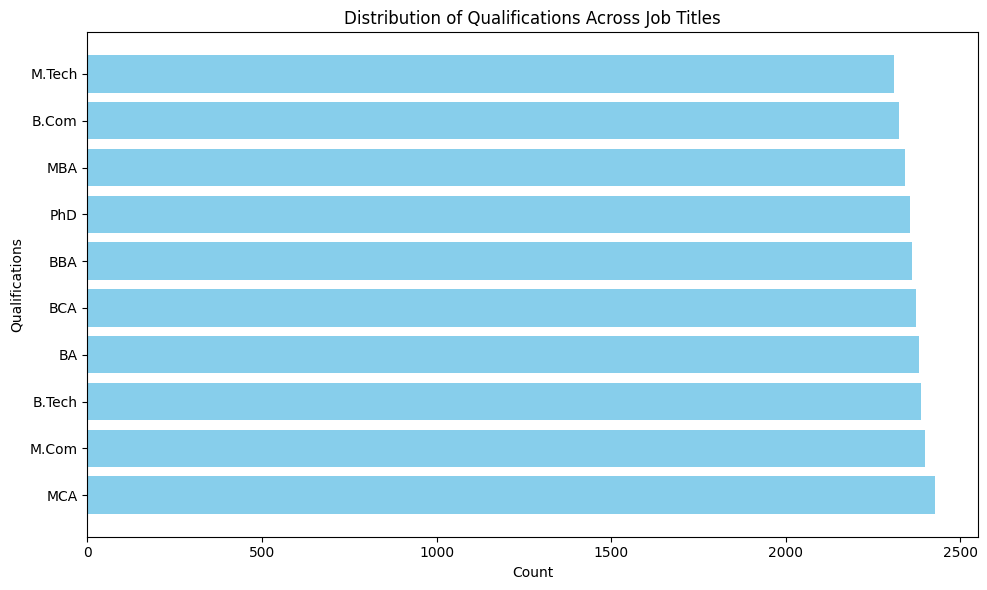 Distribution of Qualifications Across Job Titles
Qualifications
M.Tech
B.Com
MBA
PhD
BBA
BCA
BA
B.Tech
M.Com
MCA
0 500 1000 1500 2000 2500
Count